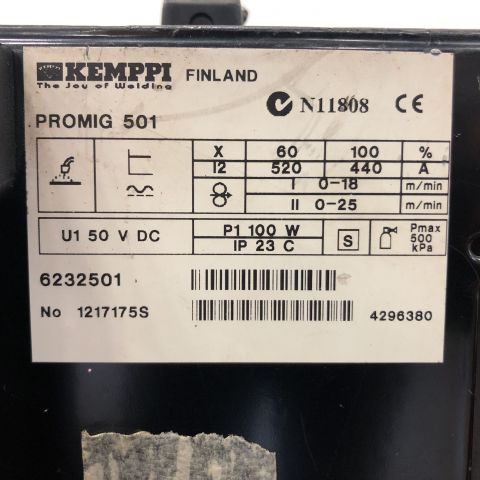 KEMPPI FINLAND
The Joy of Welding
N11808 CE
PROMIG 501
X 60 100 %
I2 520 440 A
I 0-18 m/min
II 0-25 m/min
U1 50 V DC
P1 100 W
IP 23 C
S
Pmax
500
kPa
6232501
No 1217175S
4296380